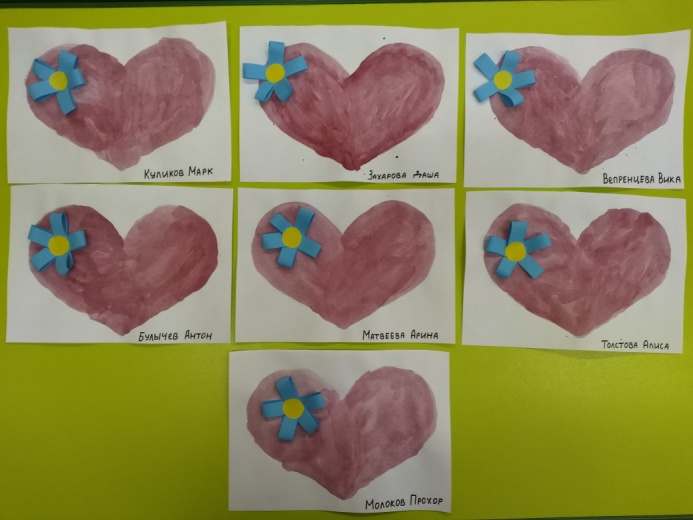 Куликов Марк
Захарова Даша
Вепренцева Вика
Булычев Антон
Матвеева Арина
Толстова Алиса
Молоков Прохор